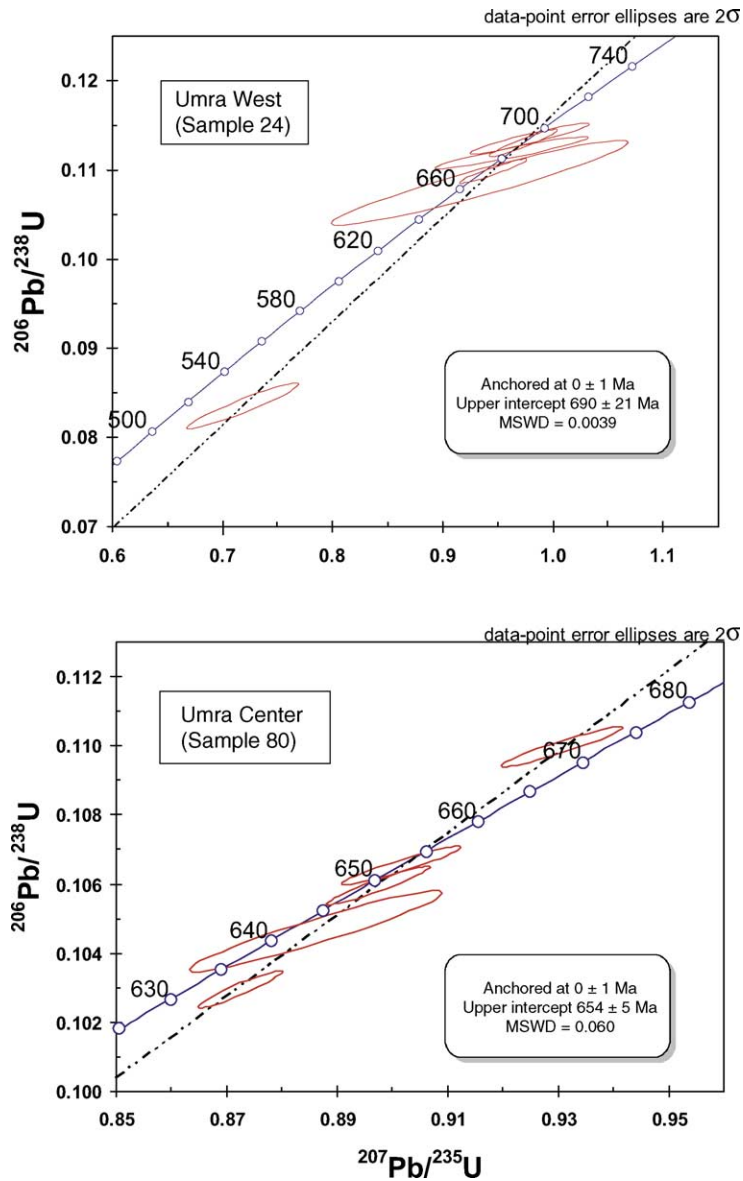 data-point error ellipses are 2σ
Umra West
(Sample 24)
²⁰⁶Pb/²³⁸U
0.12
0.11
0.10
0.09
0.08
0.07
740
700
660
620
580
540
500
Anchored at 0 ± 1 Ma
Upper intercept 690 ± 21 Ma
MSWD = 0.0039
0.6 0.7 0.8 0.9 1.0 1.1
data-point error ellipses are 2σ
Umra Center
(Sample 80)
²⁰⁶Pb/²³⁸U
0.112
0.110
0.108
0.106
0.104
0.102
0.100
680
670
660
650
640
630
Anchored at 0 ± 1 Ma
Upper intercept 654 ± 5 Ma
MSWD = 0.060
0.85 0.87 0.89 0.91 0.93 0.95
²⁰⁷Pb/²³⁵U